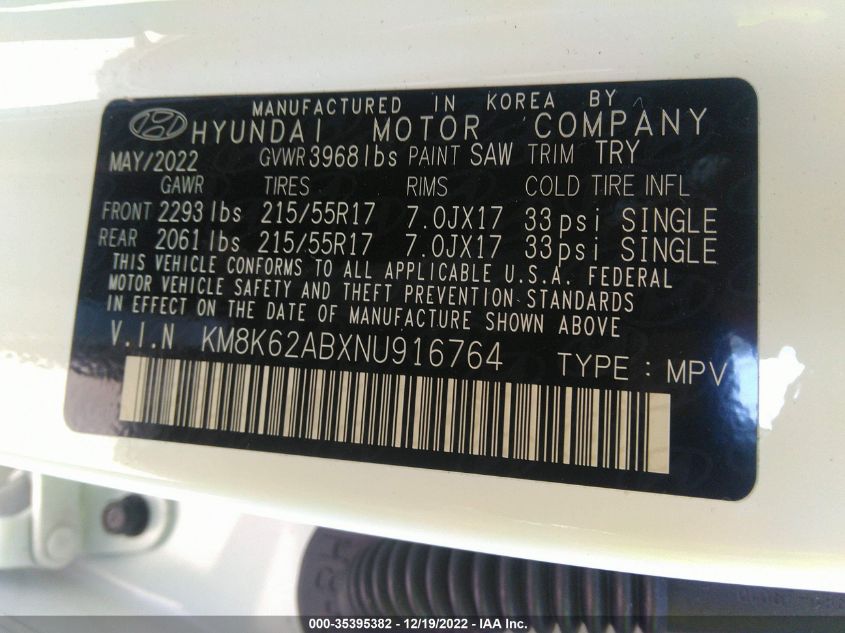 MANUFACTURED IN KOREA BY
HYUNDAI MOTOR COMPANY
MAY/2022 GVWR 3968lbs PAINT SAW TRIM TRY
GAWR TIRES RIMS COLD TIRE INFL
FRONT 2293 lbs 215/55R17 7.0JX17 33psi SINGLE
REAR 2061 lbs 215/55R17 7.0JX17 33psi SINGLE
THIS VEHICLE CONFORMS TO ALL APPLICABLE U.S.A. FEDERAL
MOTOR VEHICLE SAFETY AND THEFT PREVENTION STANDARDS
IN EFFECT ON THE DATE OF MANUFACTURE SHOWN ABOVE
V.I.N KM8K62ABXNU916764 TYPE : MPV
000-35395382 - 12/19/2022 - IAA Inc.